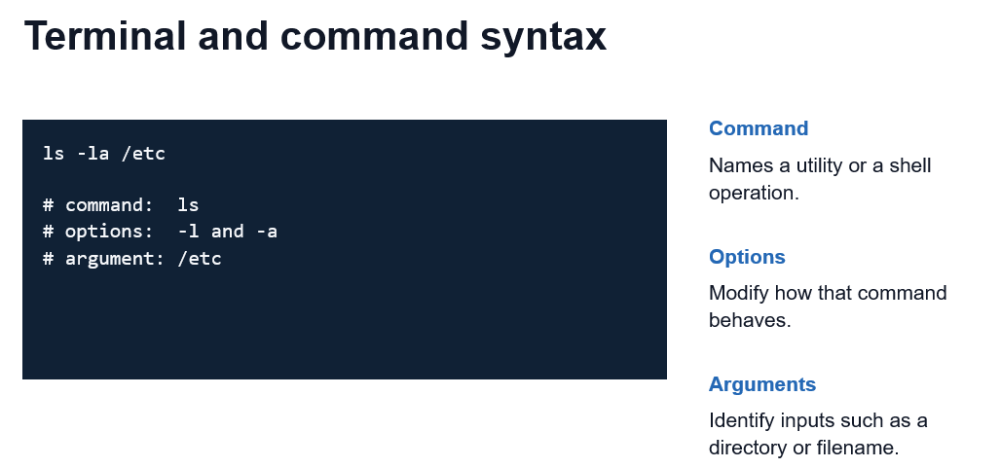 Terminal and command syntax
ls -la /etc
# command:  ls
# options:  -l and -a
# argument: /etc
Command
Names a utility or a shell
operation.
Options
Modify how that command
behaves.
Arguments
Identify inputs such as a
directory or filename.